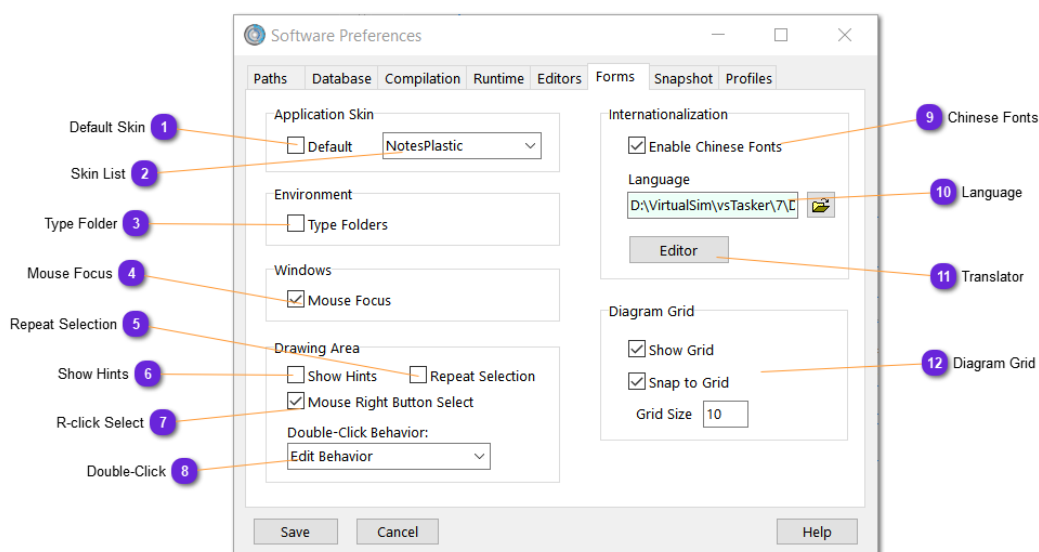 Software Preferences
Paths Database Compilation Runtime Editors Forms Snapshot Profiles
Default Skin 1
Skin List 2
Type Folder 3
Mouse Focus 4
Repeat Selection 5
Show Hints 6
R-click Select 7
Double-Click 8
Application Skin
Default NotesPlastic
Environment
Type Folders
Windows
Mouse Focus
Drawing Area
Show Hints Repeat Selection
Mouse Right Button Select
Double-Click Behavior:
Edit Behavior
Internationalization
Enable Chinese Fonts
Language
D:\VirtualSim\vsTasker\7\D
Editor
Diagram Grid
Show Grid
Snap to Grid
Grid Size 10
9 Chinese Fonts
10 Language
11 Translator
12 Diagram Grid
Save Cancel Help